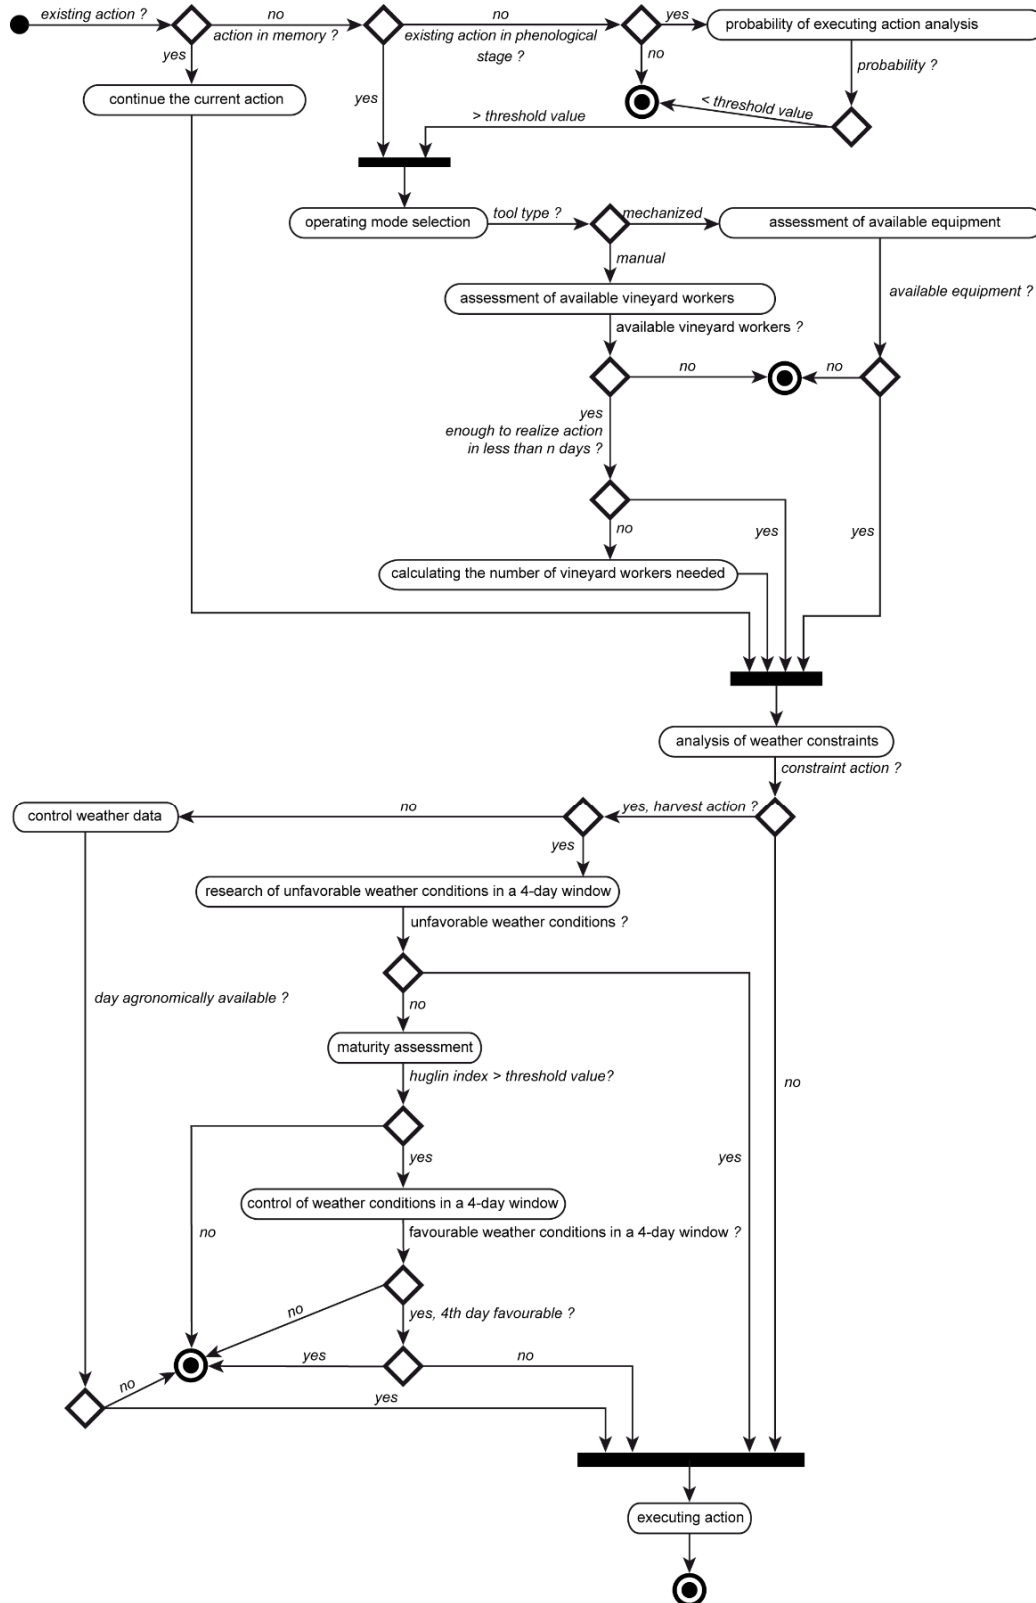 existing action ?
no
action in memory ?
no
existing action in phenological
stage ?
yes
probability of executing action analysis
yes
no
probability ?
continue the current action
yes
< threshold value
> threshold value
operating mode selection
tool type ?
mechanized
assessment of available equipment
manual
available equipment ?
assessment of available vineyard workers
available vineyard workers ?
no
no
yes
enough to realize action
in less than n days ?
no
yes
yes
calculating the number of vineyard workers needed
analysis of weather constraints
constraint action ?
control weather data
no
yes, harvest action ?
yes
research of unfavorable weather conditions in a 4-day window
unfavorable weather conditions ?
day agronomically available ?
no
maturity assessment
huglin index > threshold value?
no
yes
yes
control of weather conditions in a 4-day window
no
favourable weather conditions in a 4-day window ?
no
yes, 4th day favourable ?
yes
no
no
yes
executing action